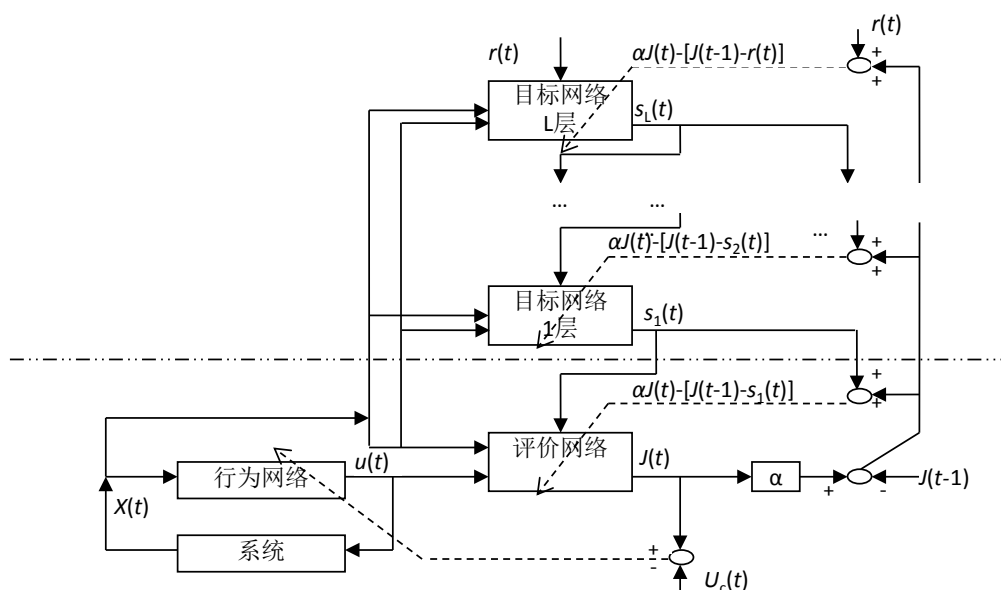 r(t)
r(t)
αJ(t)-[J(t-1)-r(t)]
+
+
目标网络
L层
s_L(t)
...
...
...
...
αJ(t)-[J(t-1)-s_2(t)]
+
+
目标网络
1层
s_1(t)
αJ(t)-[J(t-1)-s_1(t)]
+
+
评价网络
u(t)
J(t)
行为网络
α
+
-
J(t-1)
X(t)
系统
+
-
U_c(t)